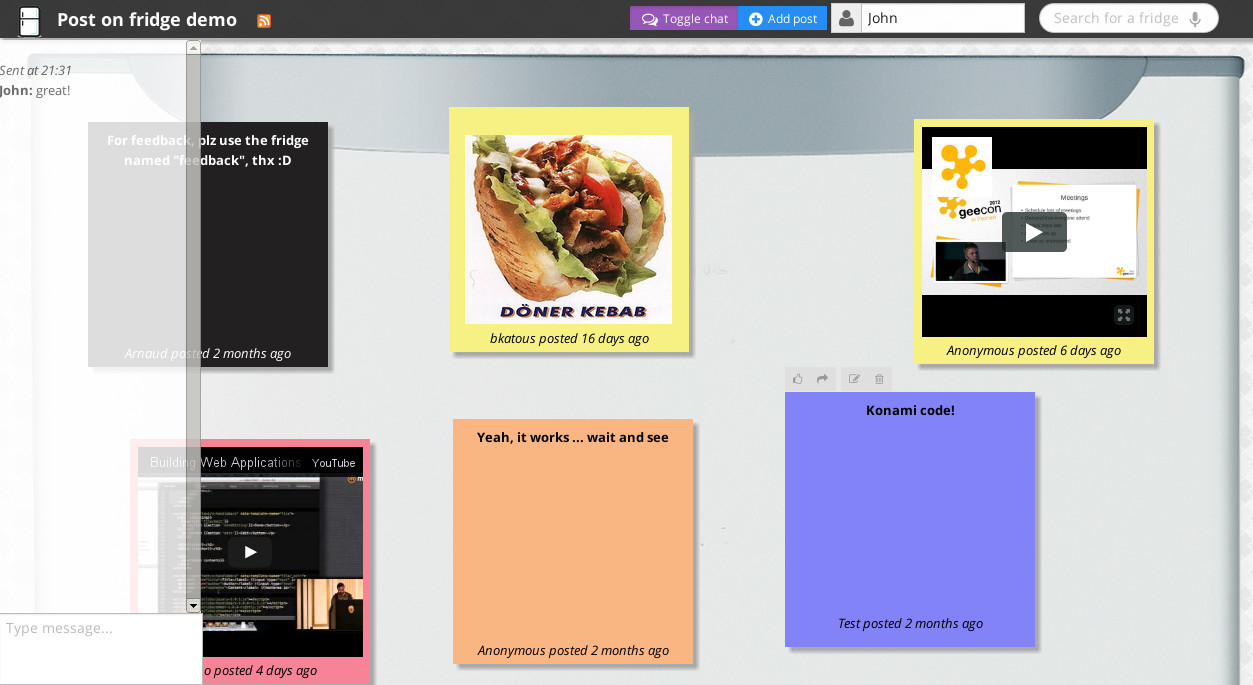 Post on fridge demo
Toggle chat
Add post
John
Search for a fridge
Sent at 21:31
John: great!
For feedback, plz use the fridge
named "feedback", thx :D
Arnaud posted 2 months ago
DÖNER KEBAB
bkatous posted 16 days ago
2012
geecon
Meetings
Anonymous posted 6 days ago
Building Web Applications
YouTube
o posted 4 days ago
Yeah, it works ... wait and see
Anonymous posted 2 months ago
Konami code!
Test posted 2 months ago
Type message...